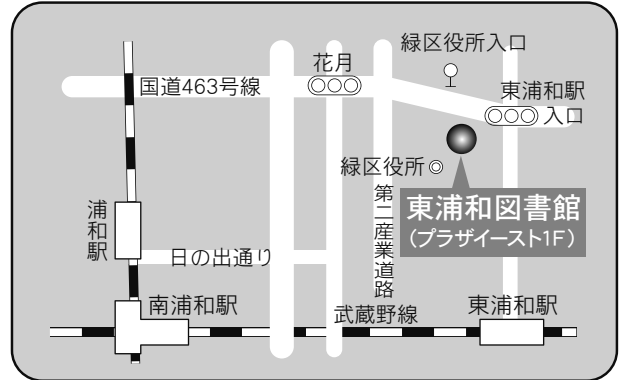 緑区役所入口
花月
国道463号線
東浦和駅
入口
緑区役所
東浦和図書館
(プラザイースト1F)
第二産業道路
浦和駅
日の出通り
南浦和駅
武蔵野線
東浦和駅